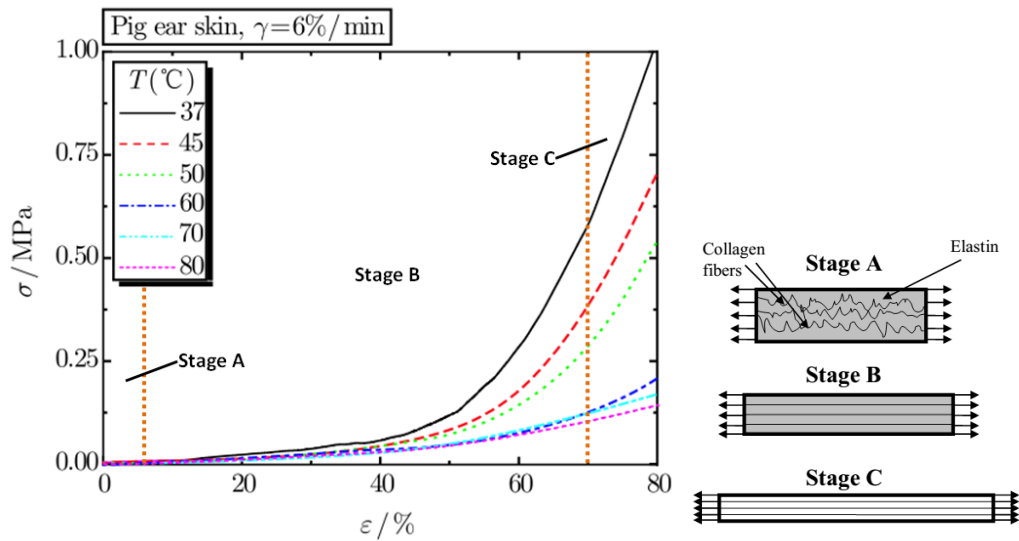 Pig ear skin, γ=6%/min
1.00
0.75
0.50
0.25
0.00
σ/MPa
T(℃)
37
45
50
60
70
80
Stage C
Stage B
Stage A
0
20
40
60
80
ε/%
Collagen
fibers
Elastin
Stage A
Stage B
Stage C